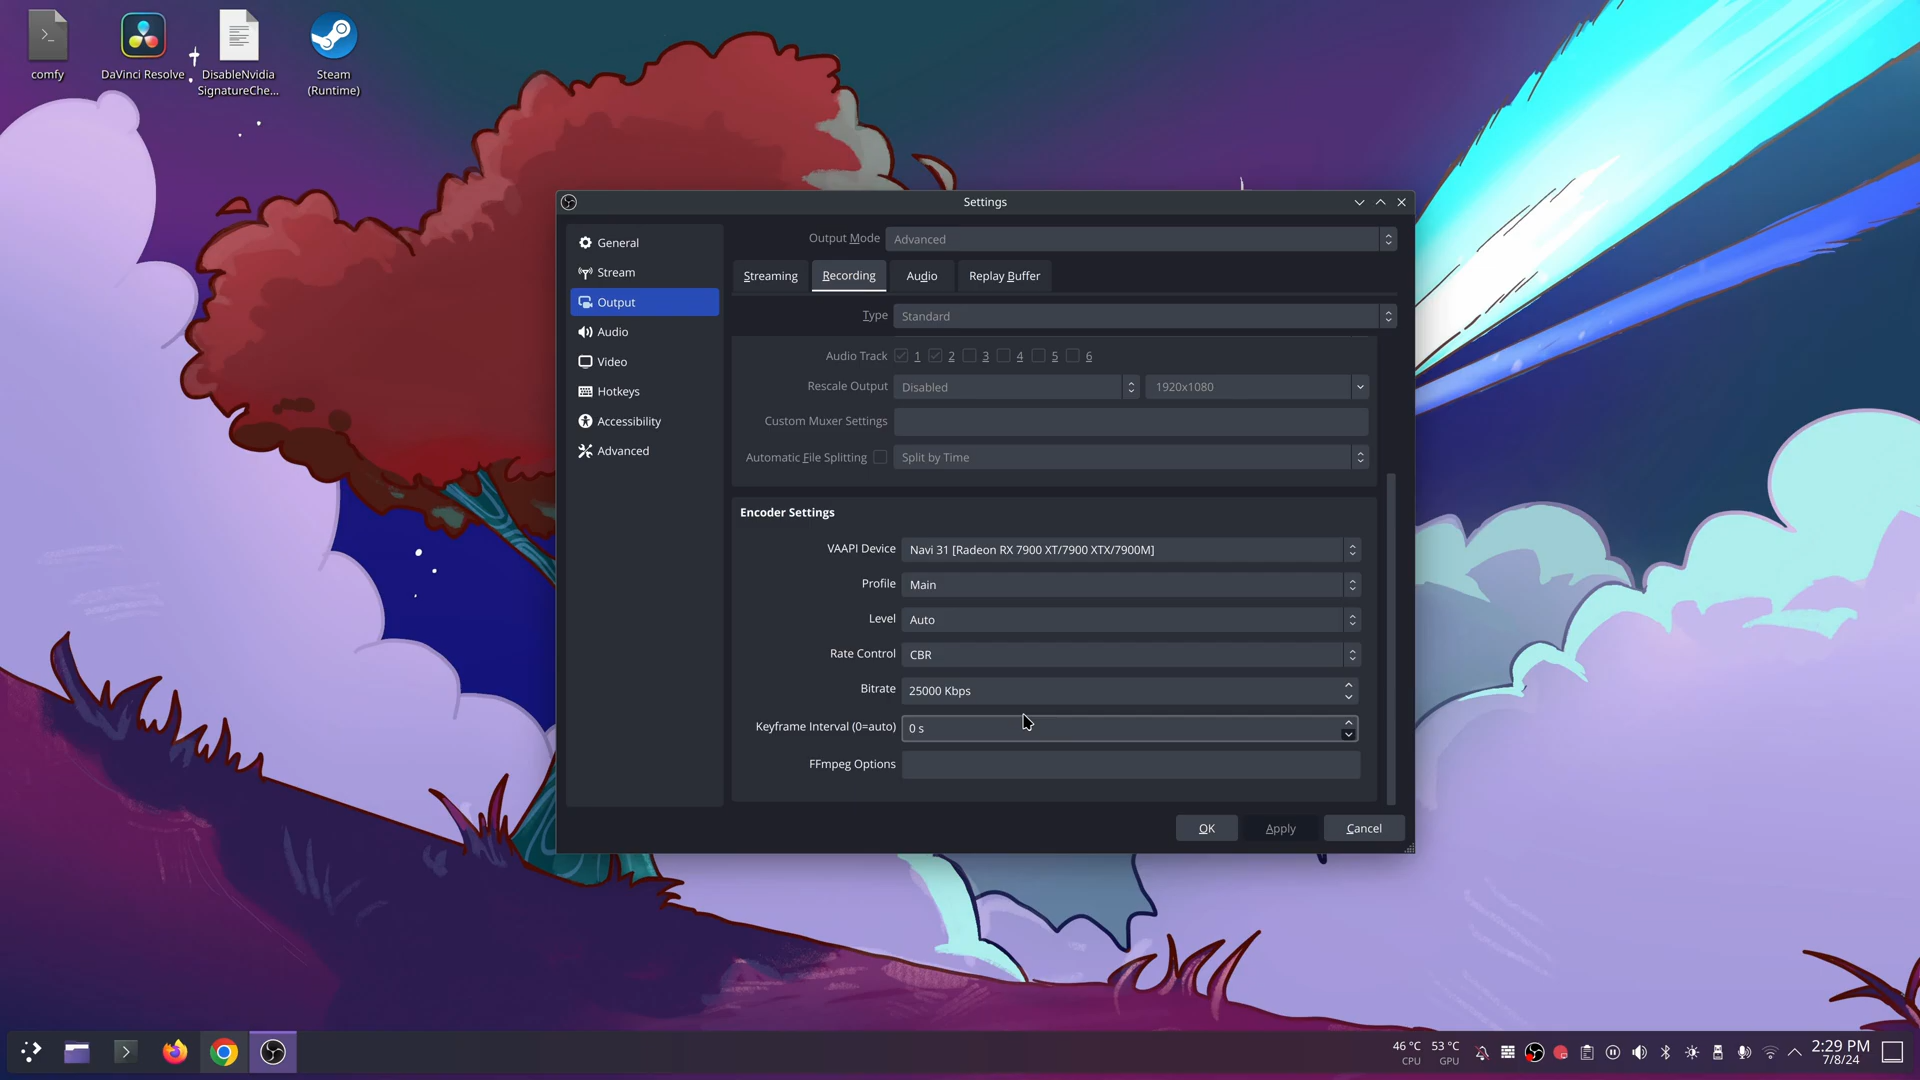 comfy
DaVinci Resolve
DisableNvidia
SignatureChe...
Steam
(Runtime)
Settings
General
Stream
Output
Audio
Video
Hotkeys
Accessibility
Advanced
Output Mode
Advanced
Streaming
Recording
Audio
Replay Buffer
Type
Standard
Audio Track
1
2
3
4
5
6
Rescale Output
Disabled
1920x1080
Custom Muxer Settings
Automatic File Splitting
Split by Time
Encoder Settings
VAAPI Device
Navi 31 [Radeon RX 7900 XT/7900 XTX/7900M]
Profile
Main
Level
Auto
Rate Control
CBR
Bitrate
25000 Kbps
Keyframe Interval (0=auto)
0 s
FFmpeg Options
OK
Apply
Cancel
46 °C
CPU
53 °C
GPU
2:29 PM
7/8/24